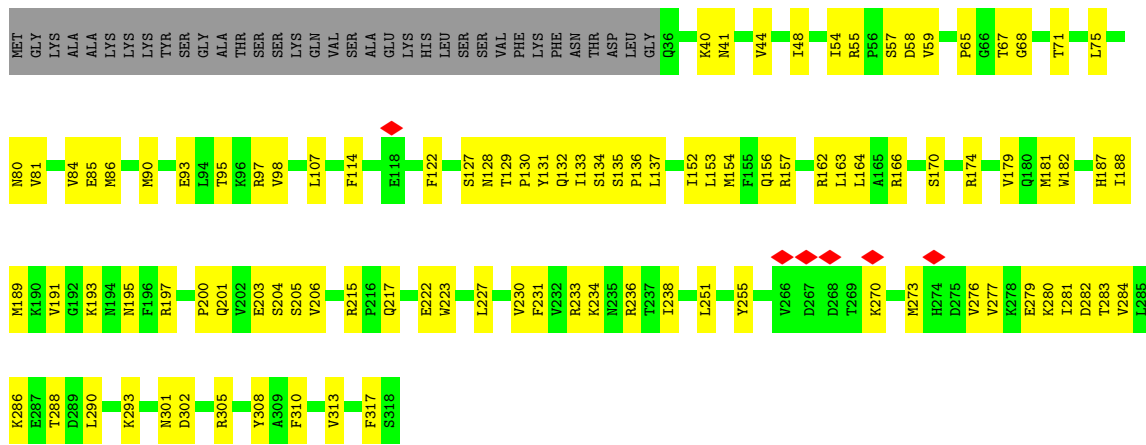 MET GLY LYS ALA ALA LYS LYS LYS TYR SER GLY ALA THR SER SER LYS GLN VAL SER ALA GLU LYS HIS LEU SER SER VAL PHE LYS PHE ASN THR ASP LEU GLY Q36 K40 N41 V44 I48 I54 R55 P56 S57 D58 V59 P65 G66 T67 G68 T71 L75
N80 V81 V84 E85 M86 M90 E93 L94 T95 K96 R97 V98 L107 F114 E118 F122 S127 N128 T129 P130 Y131 Q132 I133 S134 S135 P136 L137 I152 L153 M154 F155 Q156 R157 R162 L163 L164 A165 R166 S170 R174 V179 Q180 M181 W182 H187 I188
M189 K190 V191 G192 K193 N194 N195 F196 R197 P200 Q201 V202 E203 S204 S205 V206 R215 P216 Q217 E222 W223 L227 V230 F231 V232 R233 K234 N235 R236 T237 I238 L251 Y255 V266 D267 D268 T269 K270 M273 H274 D275 V276 V277 K278 E279 K280 I281 D282 T283 V284 L285
K286 E287 T288 D289 L290 K293 N301 D302 R305 Y308 A309 F310 V313 F317 S318